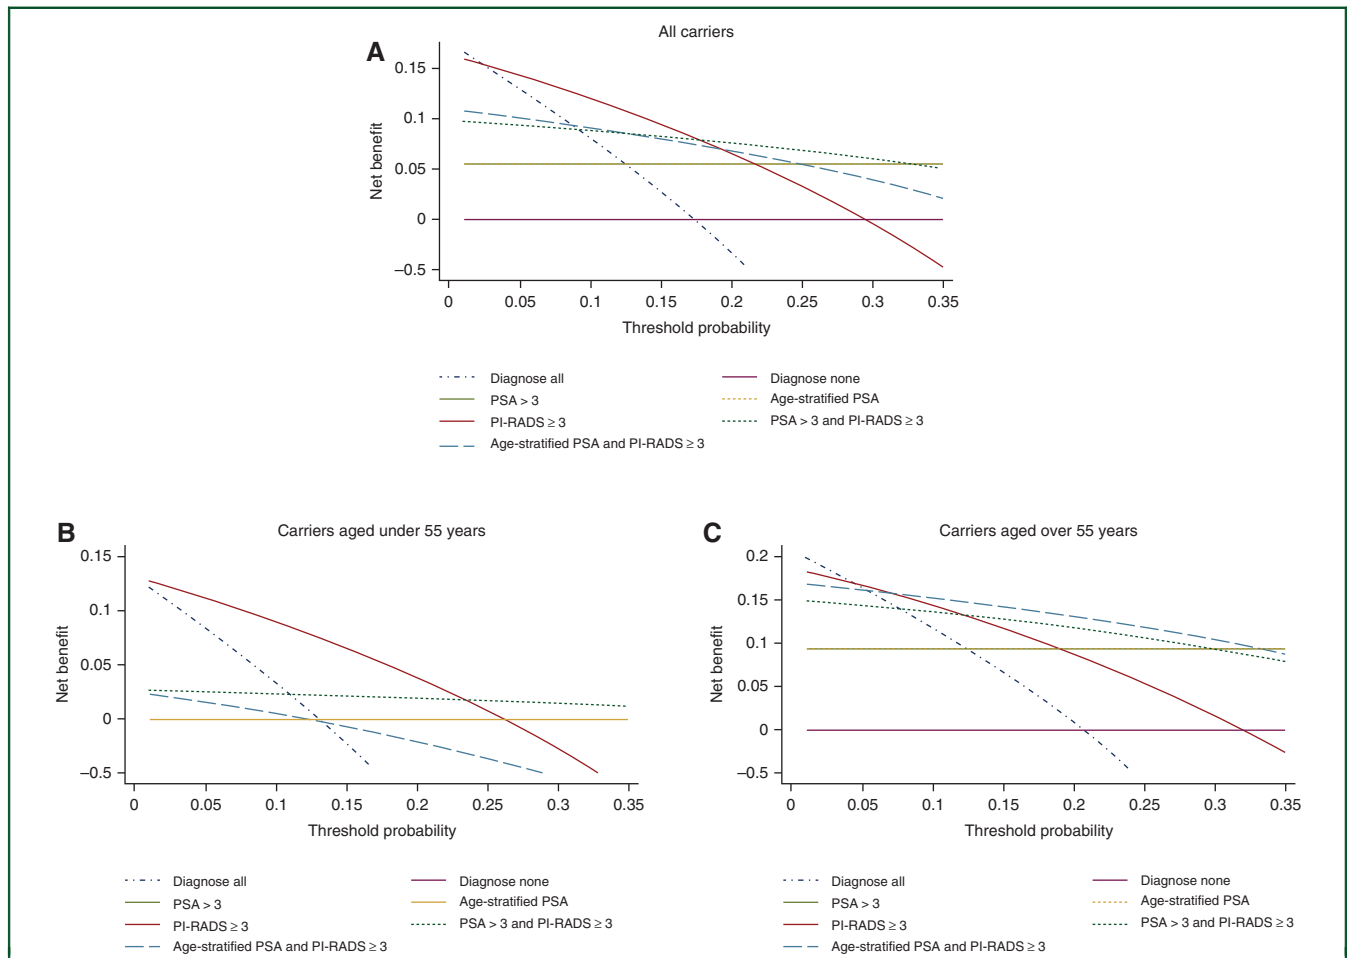 All carriers
A
0.15
0.1
0.05
0
–0.5
Net benefit
0 0.05 0.1 0.15 0.2 0.25 0.3 0.35
Threshold probability
Diagnose all Diagnose none
PSA > 3 Age-stratified PSA
PI-RADS ≥ 3 PSA > 3 and PI-RADS ≥ 3
Age-stratified PSA and PI-RADS ≥ 3
B
Carriers aged under 55 years
0.15
0.1
0.05
0
–0.5
Net benefit
0 0.05 0.1 0.15 0.2 0.25 0.3 0.35
Threshold probability
Diagnose all Diagnose none
PSA > 3 Age-stratified PSA
PI-RADS ≥ 3 PSA > 3 and PI-RADS ≥ 3
Age-stratified PSA and PI-RADS ≥ 3
C
Carriers aged over 55 years
0.2
0.15
0.1
0.05
0
–0.5
Net benefit
0 0.05 0.1 0.15 0.2 0.25 0.3 0.35
Threshold probability
Diagnose all Diagnose none
PSA > 3 Age-stratified PSA
PI-RADS ≥ 3 PSA > 3 and PI-RADS ≥ 3
Age-stratified PSA and PI-RADS ≥ 3